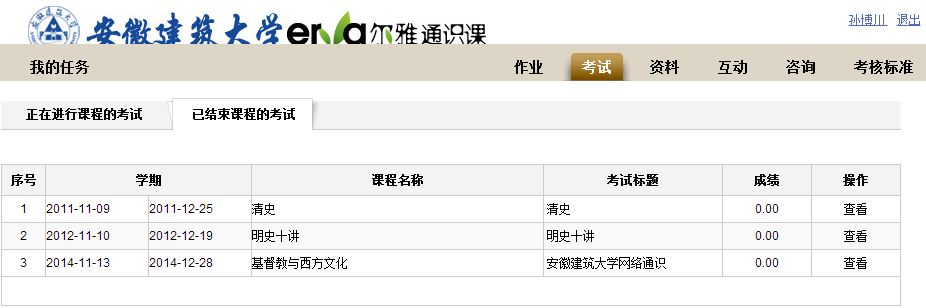 安徽建筑大学 erya 尔雅通识课
孙博川 退出
我的任务 作业 考试 资料 互动 咨询 考核标准
正在进行课程的考试 已结束课程的考试
序号 学期 课程名称 考试标题 成绩 操作
1 2011-11-09 2011-12-25 清史 清史 0.00 查看
2 2012-11-10 2012-12-19 明史十讲 明史十讲 0.00 查看
3 2014-11-13 2014-12-28 基督教与西方文化 安徽建筑大学网络通识 0.00 查看